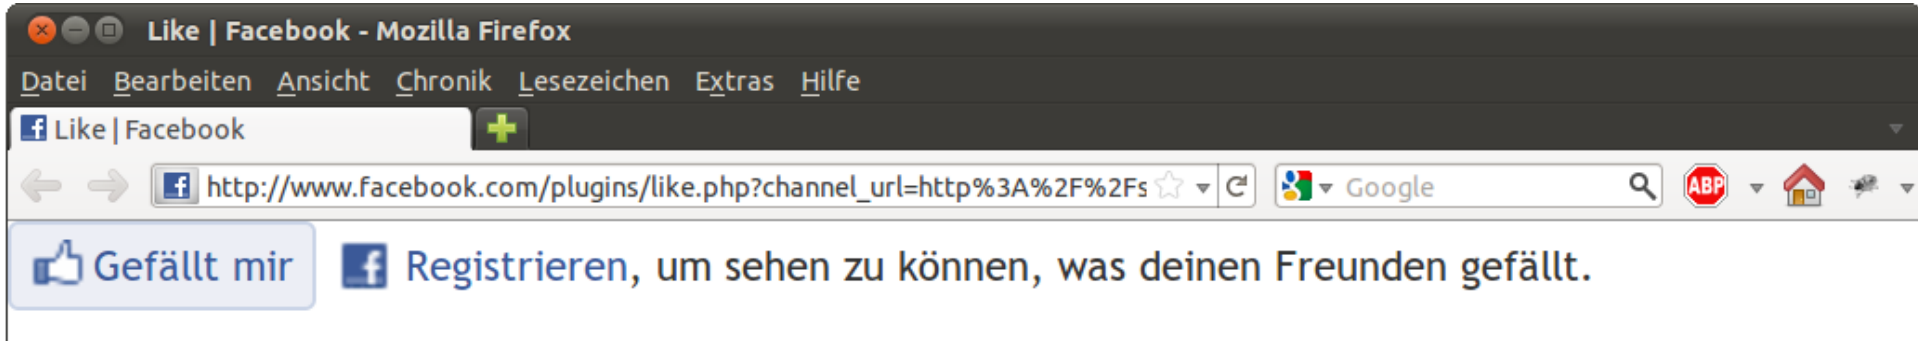 Like | Facebook - Mozilla Firefox
Datei Bearbeiten Ansicht Chronik Lesezeichen Extras Hilfe
Like | Facebook
http://www.facebook.com/plugins/like.php?channel_url=http%3A%2F%2Fs Google ABP
Gefällt mir Registrieren, um sehen zu können, was deinen Freunden gefällt.